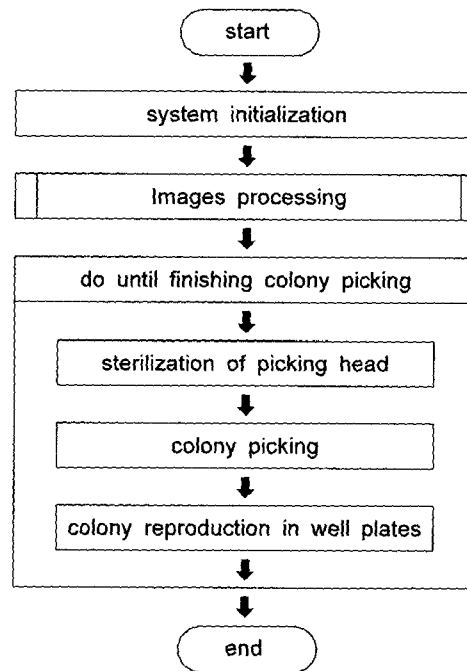 start
system initialization
Images processing
do until finishing colony picking
sterilization of picking head
colony picking
colony reproduction in well plates
end